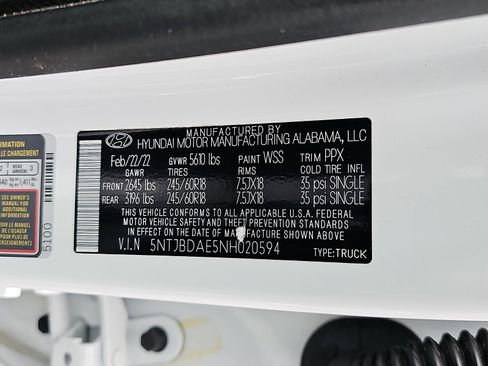 MANUFACTURED BY
HYUNDAI MOTOR MANUFACTURING ALABAMA, LLC
Feb/22/22 GVWR 5610 lbs PAINT WSS TRIM PPX
GAWR TIRES RIMS COLD TIRE INFL
FRONT 2645 lbs 245/60R18 7.5JX18 35 psi SINGLE
REAR 3196 lbs 245/60R18 7.5JX18 35 psi SINGLE
THIS VEHICLE CONFORMS TO ALL APPLICABLE U.S.A. FEDERAL
MOTOR VEHICLE SAFETY AND THEFT PREVENTION STANDARDS
IN EFFECT ON THE DATE OF MANUFACTURE SHOWN ABOVE.
V.I.N 5NTJBDAE5NH020594
TYPE:TRUCK
5100
SEE OWNER'S